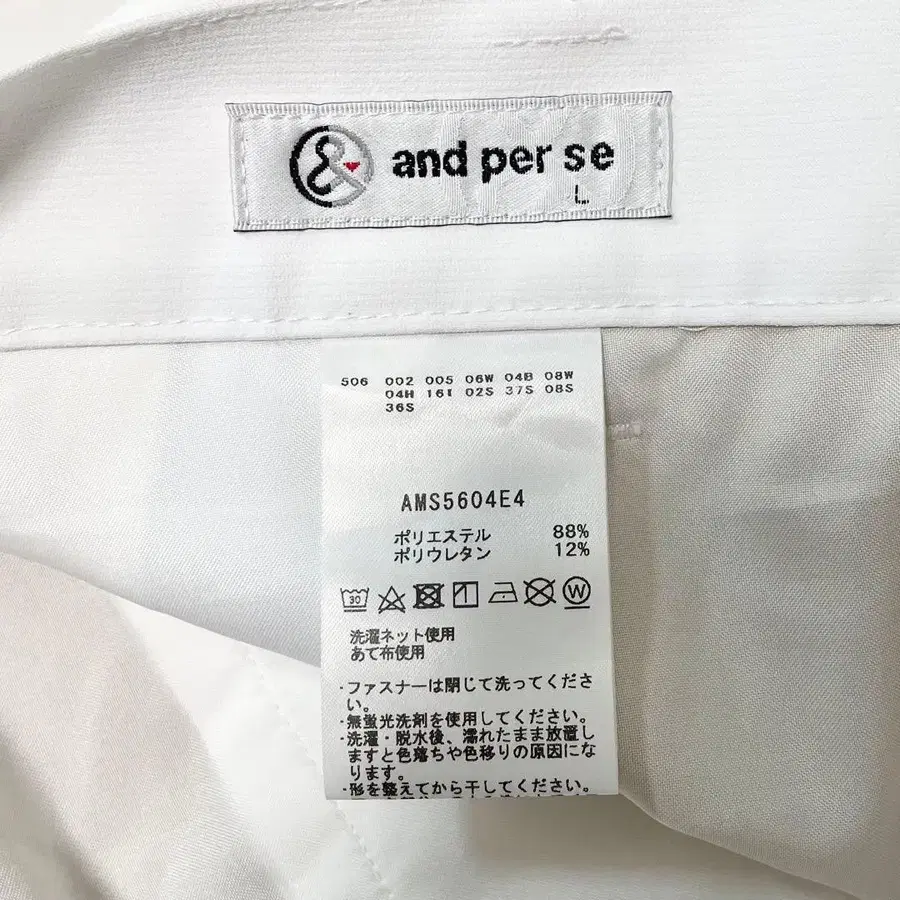 & and per se
L
506 002 005 06W 04B 08W
04H 16I 02S 37S 08S
36S
AMS5604E4
ポリエステル 88%
ポリウレタン 12%
30
W
洗濯ネット使用
あて布使用
・ファスナーは閉じて洗ってくださ
い。
・無蛍光洗剤を使用してください。
・洗濯・脱水後、濡れたまま放置し
ますと色落ちや色移りの原因にな
ります。
・形を整えてから干してください。